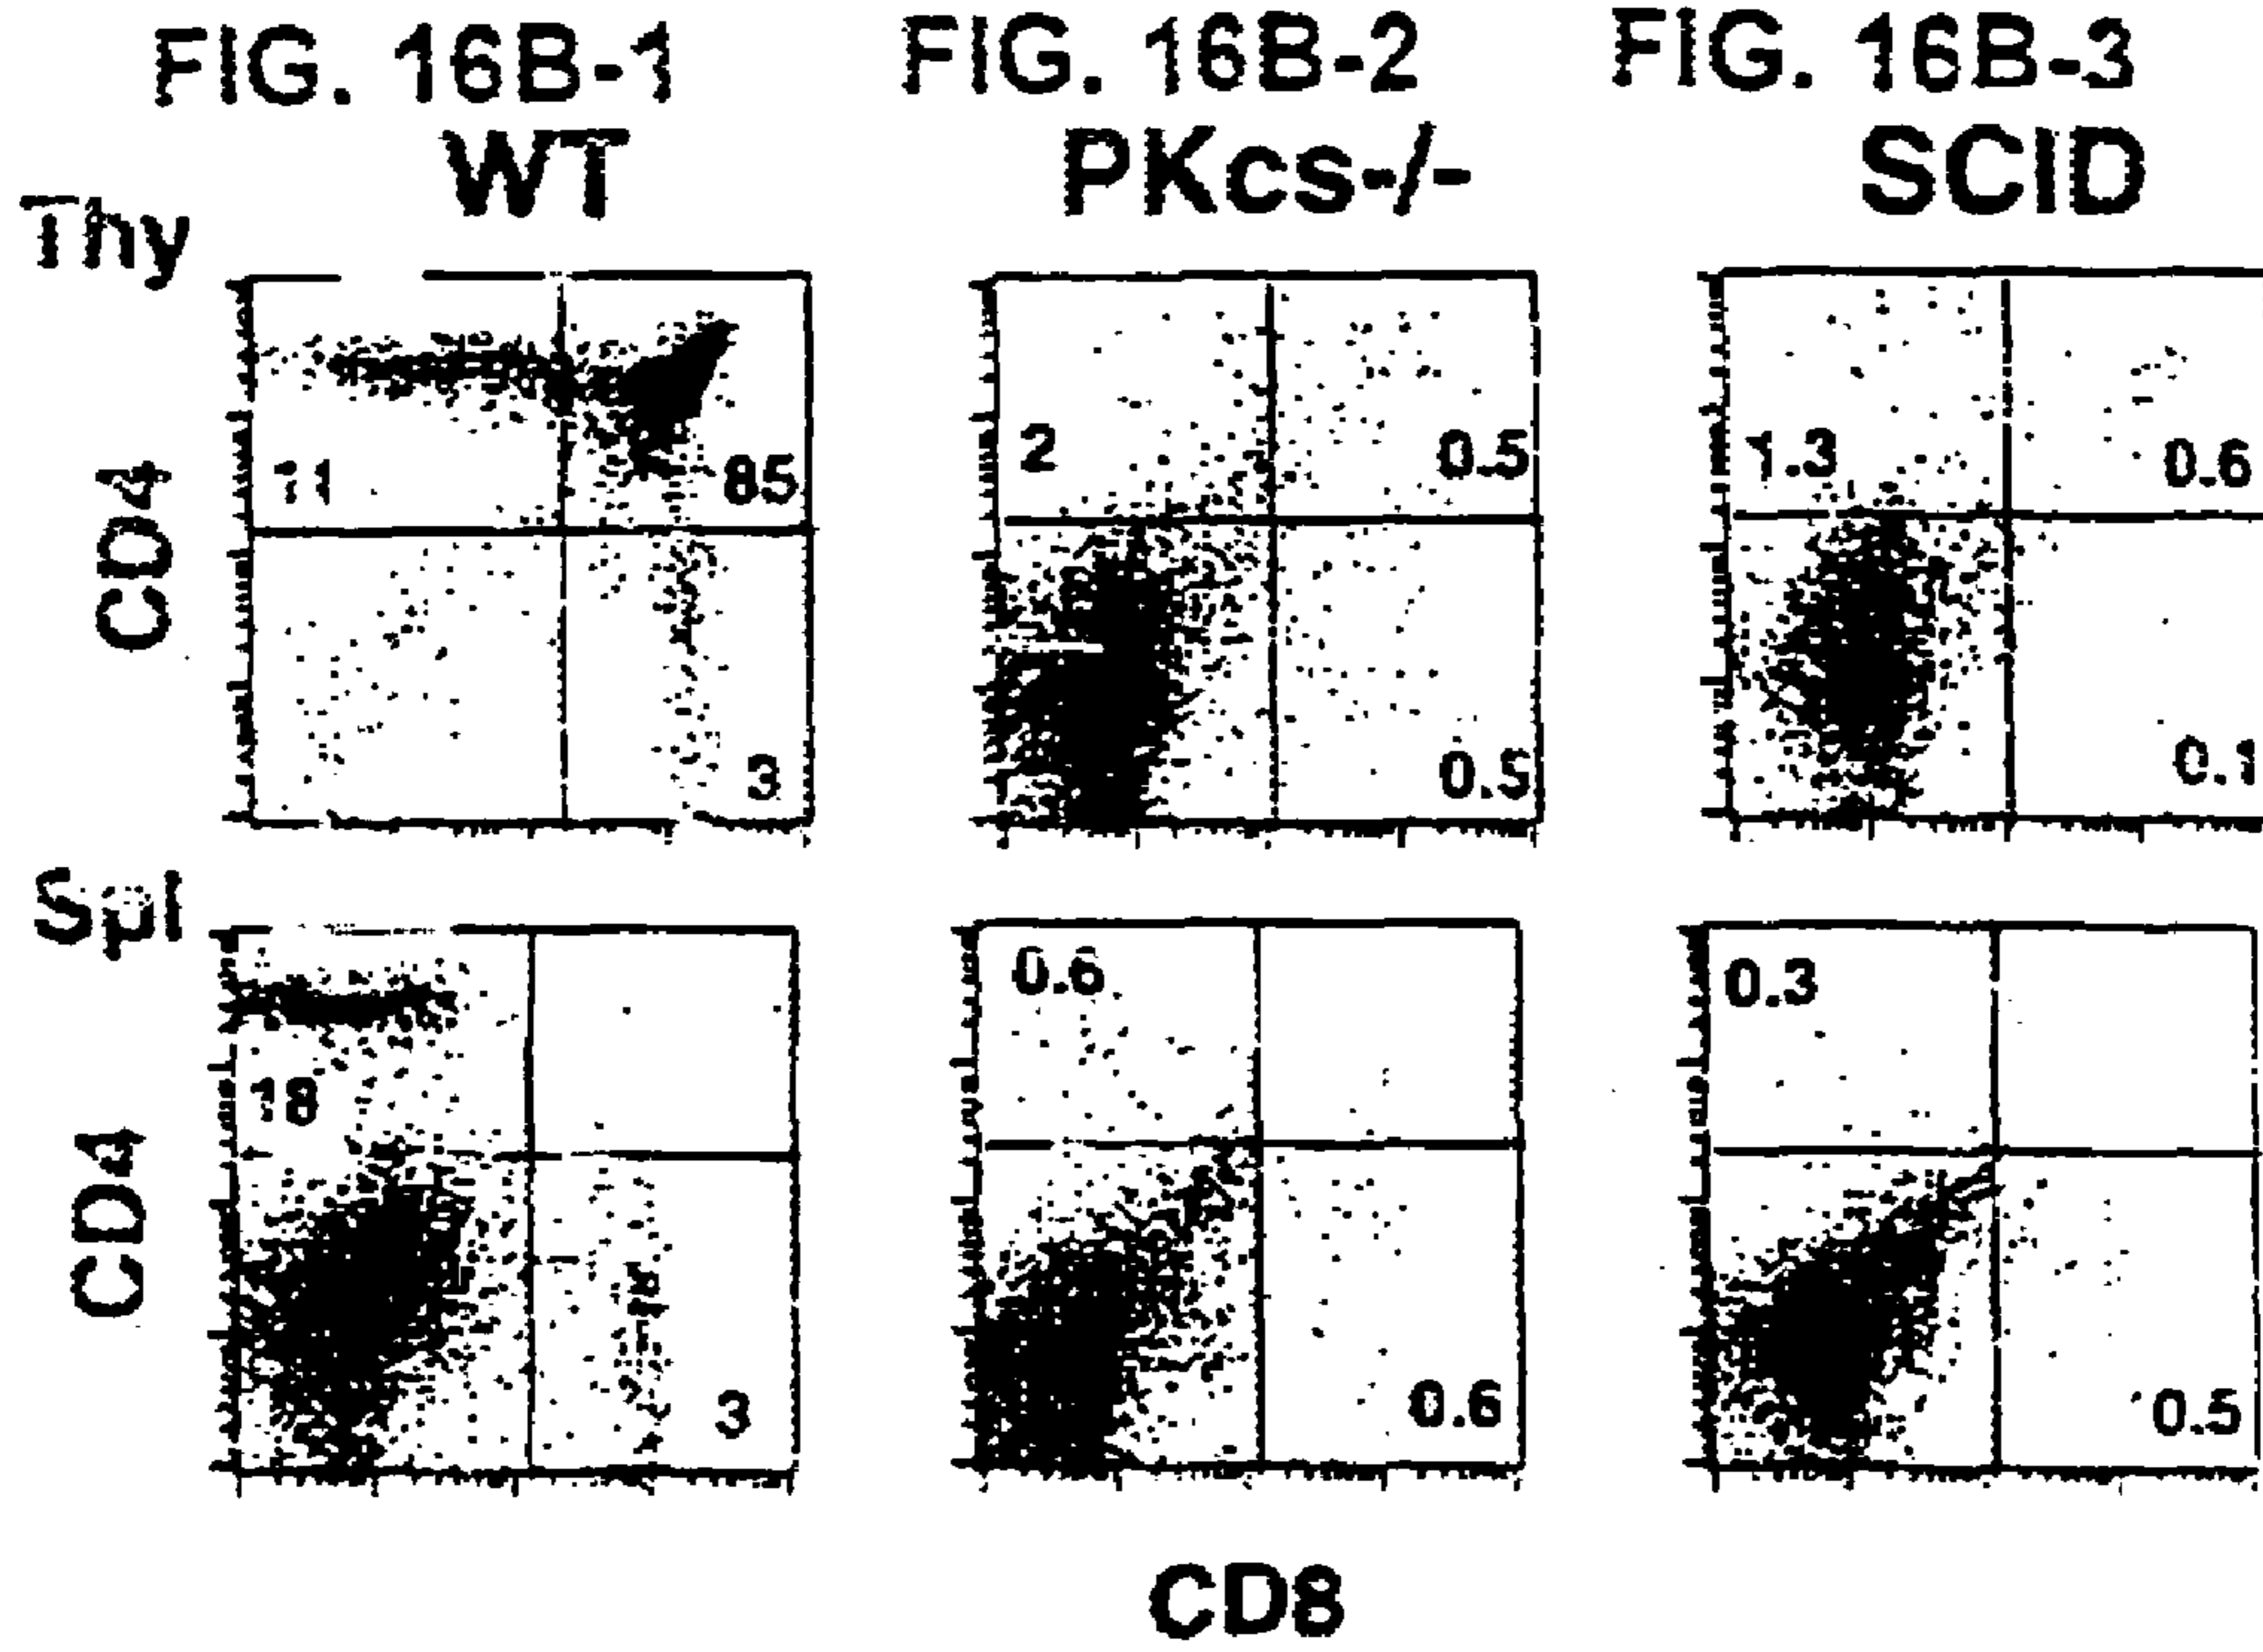 FIG. 16B-1 FIG. 16B-2 FIG. 16B-3
WT PKcs-/- SCID
Thy
CD4
11 85 2 0.5 1.3 0.6
3 0.5 0.1
Spl
CD4
0.6 0.3
18
3 0.6 0.5
CD8